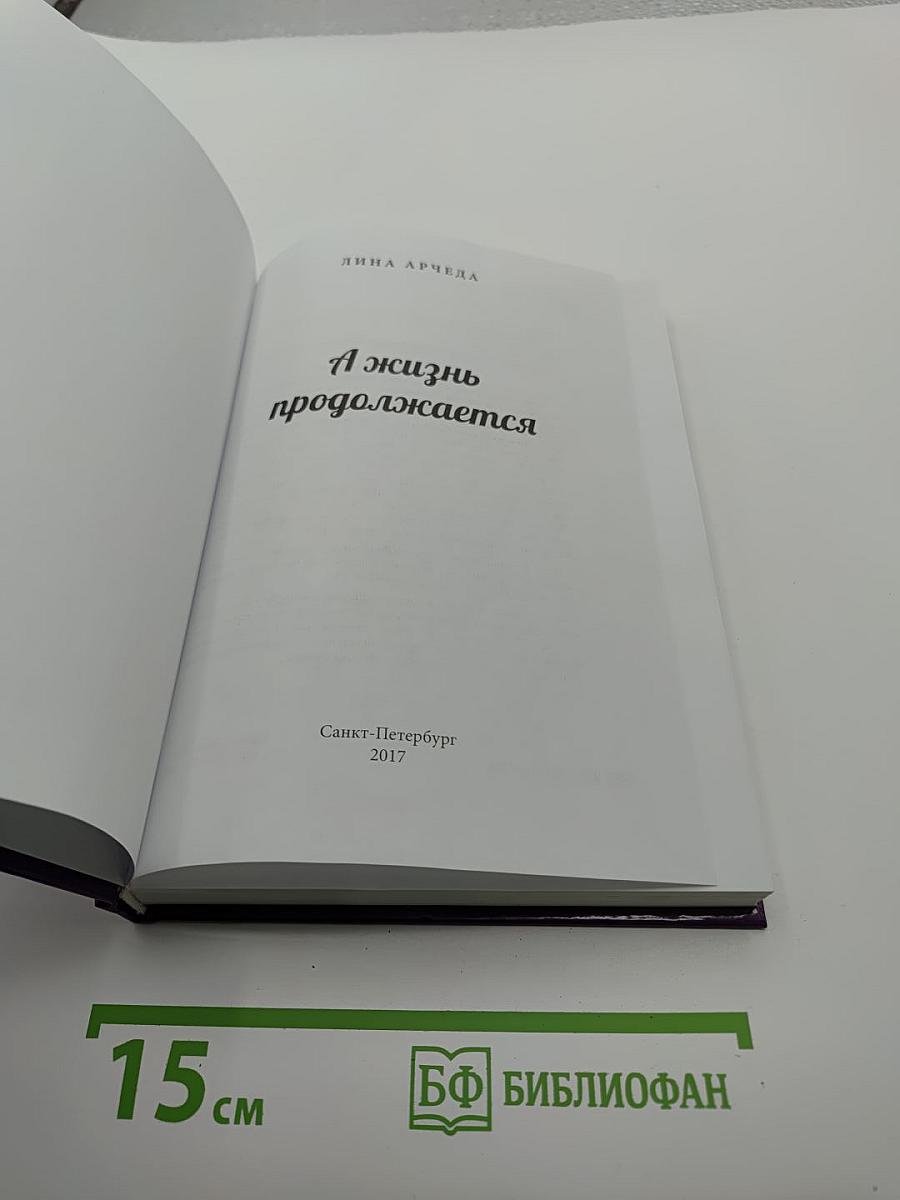 ЛИНА АРЧЕДА
А жизнь
продолжается
Санкт-Петербург
2017
15 см
БФ БИБЛИОФАН